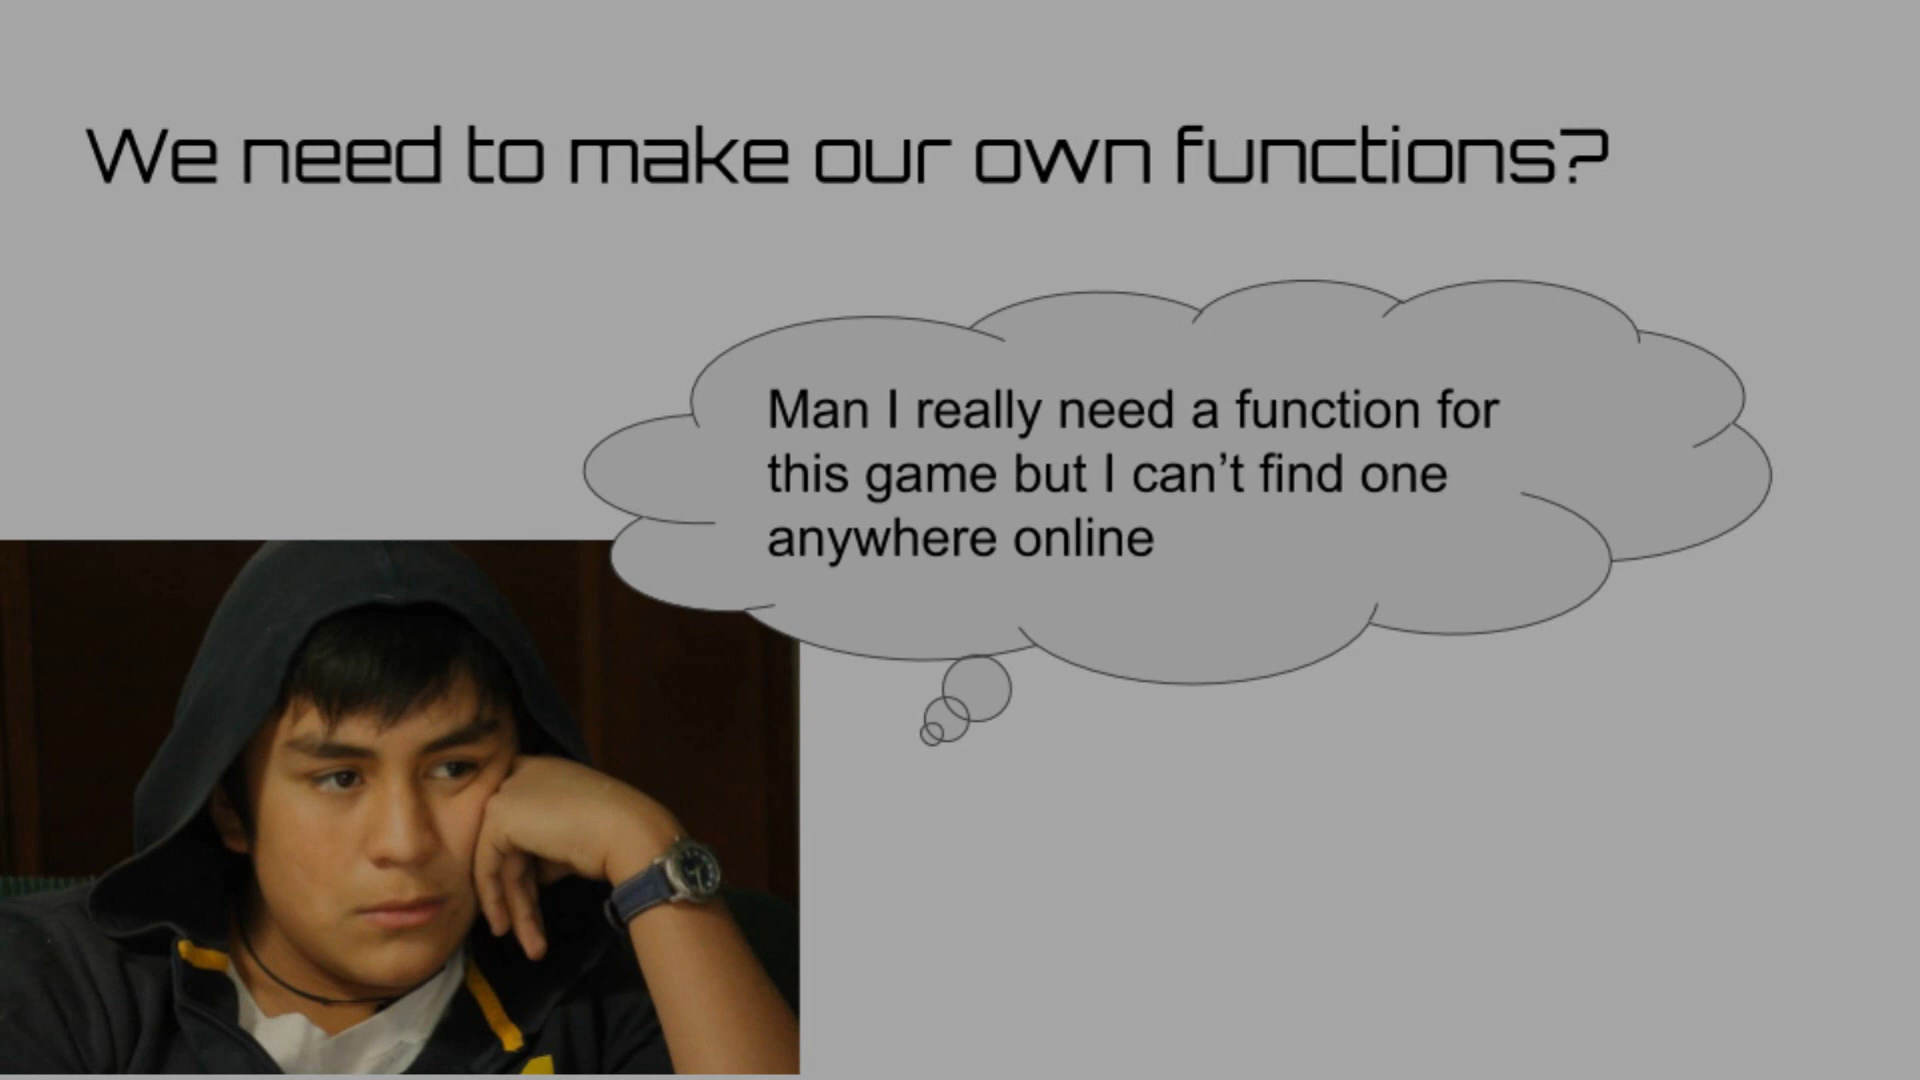 We need to make our own functions?
Man I really need a function for
this game but I can’t find one
anywhere online